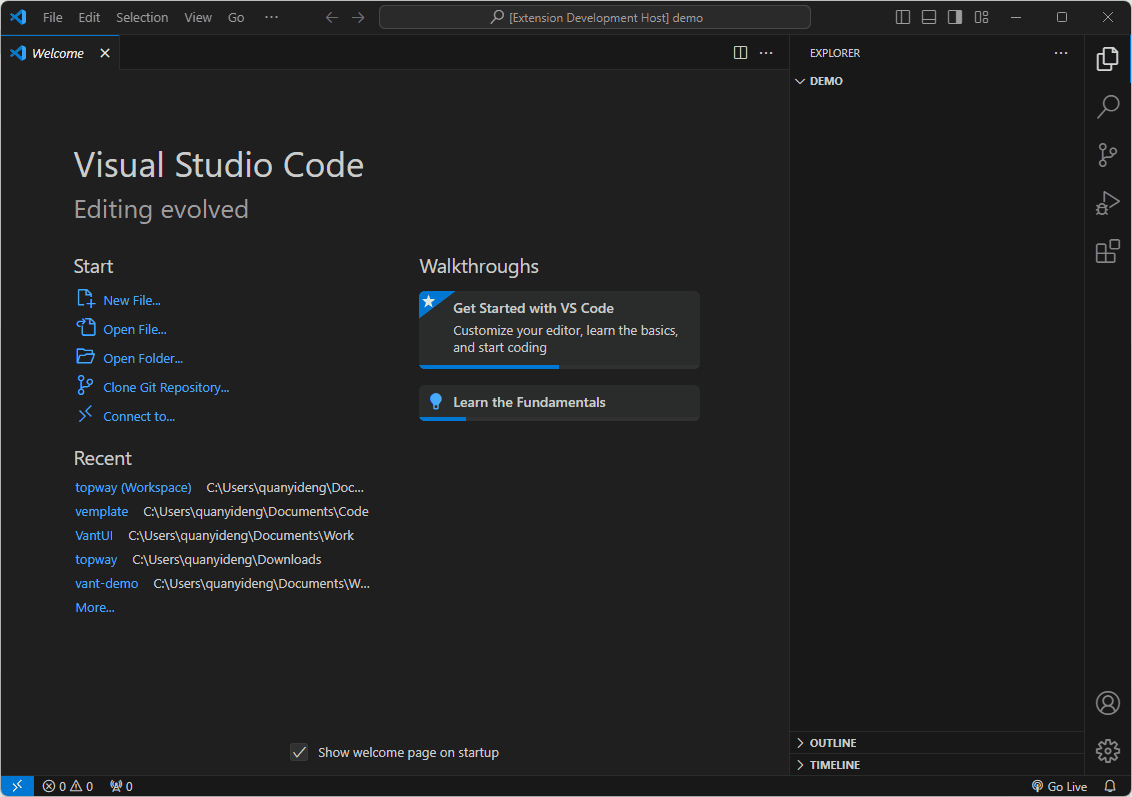 File Edit Selection View Go ··· [Extension Development Host] demo
Welcome
EXPLORER
DEMO
Visual Studio Code
Editing evolved
Start
New File...
Open File...
Open Folder...
Clone Git Repository...
Connect to...
Walkthroughs
Get Started with VS Code
Customize your editor, learn the basics,
and start coding
Learn the Fundamentals
Recent
topway (Workspace) C:\Users\quanyideng\Doc...
vemplate C:\Users\quanyideng\Documents\Code
VantUI C:\Users\quanyideng\Documents\Work
topway C:\Users\quanyideng\Downloads
vant-demo C:\Users\quanyideng\Documents\W...
More...
Show welcome page on startup
OUTLINE
TIMELINE
0 0 0 Go Live